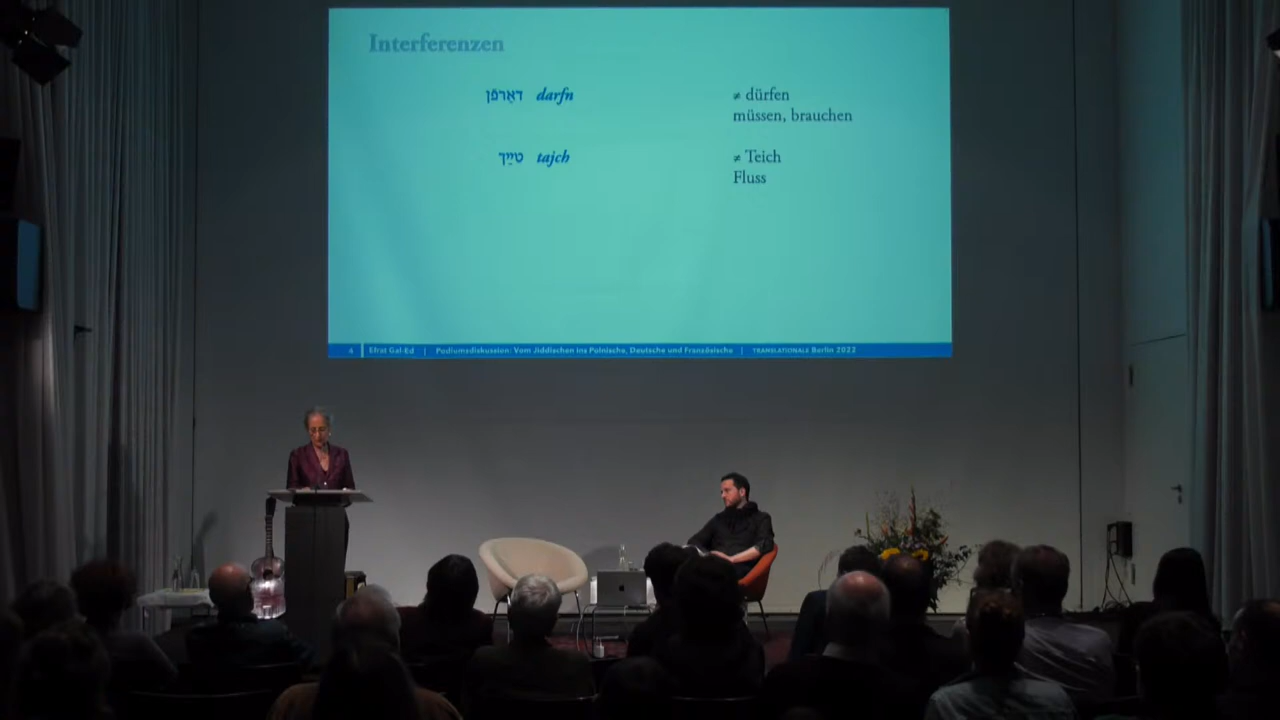 Interferenzen
דאַרפֿן darfn ≠ dürfen
müssen, brauchen
טײַך tajch ≠ Teich
Fluss
4 | Efrat Gal-Ed | Podiumsdiskussion: Vom Jiddischen ins Polnische, Deutsche und Französische | TRANSLATIONALE Berlin 2022